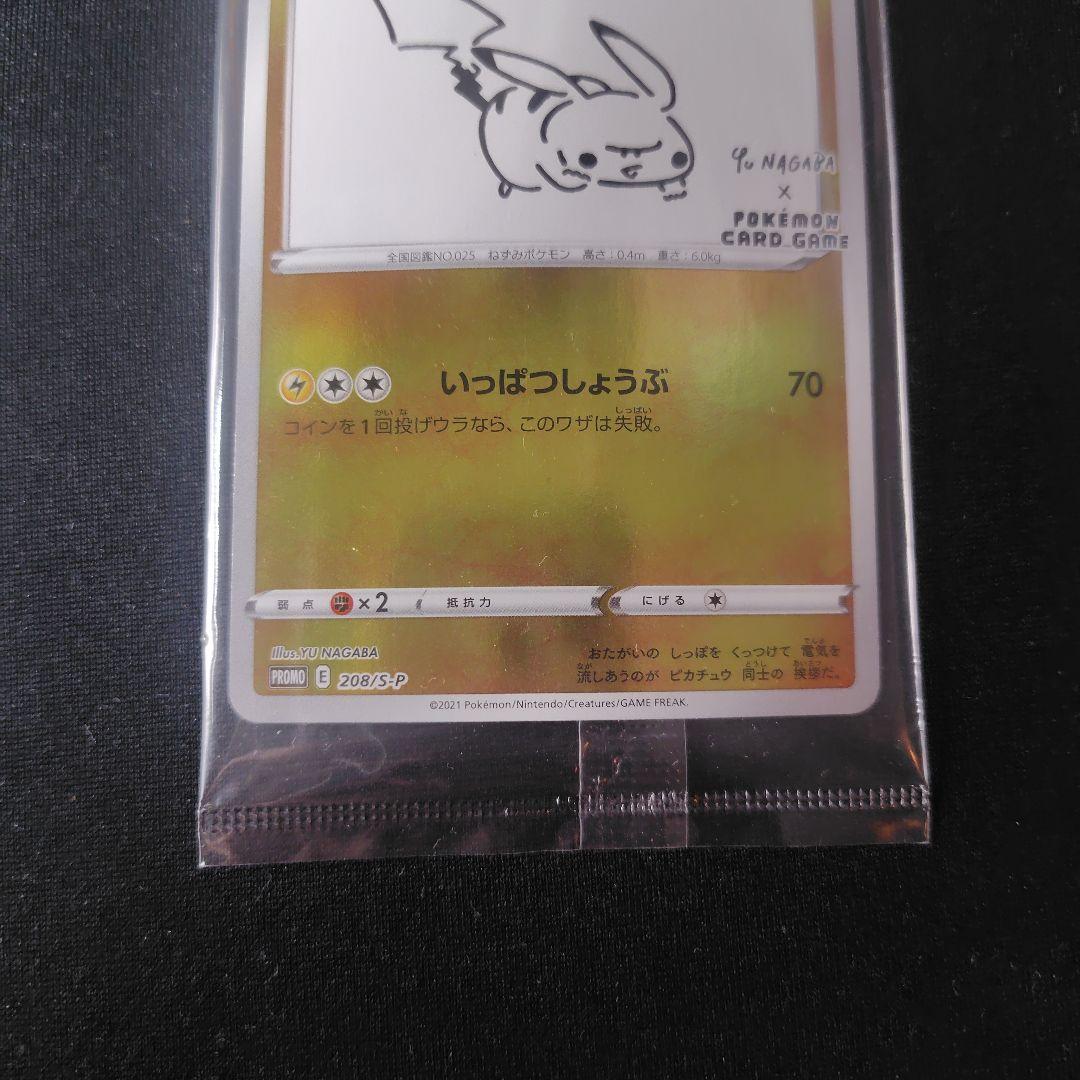 Yu NAGABA
×
POKÉMON
CARD GAME
全国図鑑NO.025 ねずみポケモン 高さ:0.4m 重さ:6.0kg
いっぱつしょうぶ 70
コインを1回投げウラなら、このワザは失敗。
弱点 ×2 抵抗力 にげる
Illus.YU NAGABA
PROMO E 208/S-P
おたがいの しっぽを くっつけて 電気を
流しあうのが ピカチュウ 同士の 挨拶だ。
©2021 Pokémon/Nintendo/Creatures/GAME FREAK.